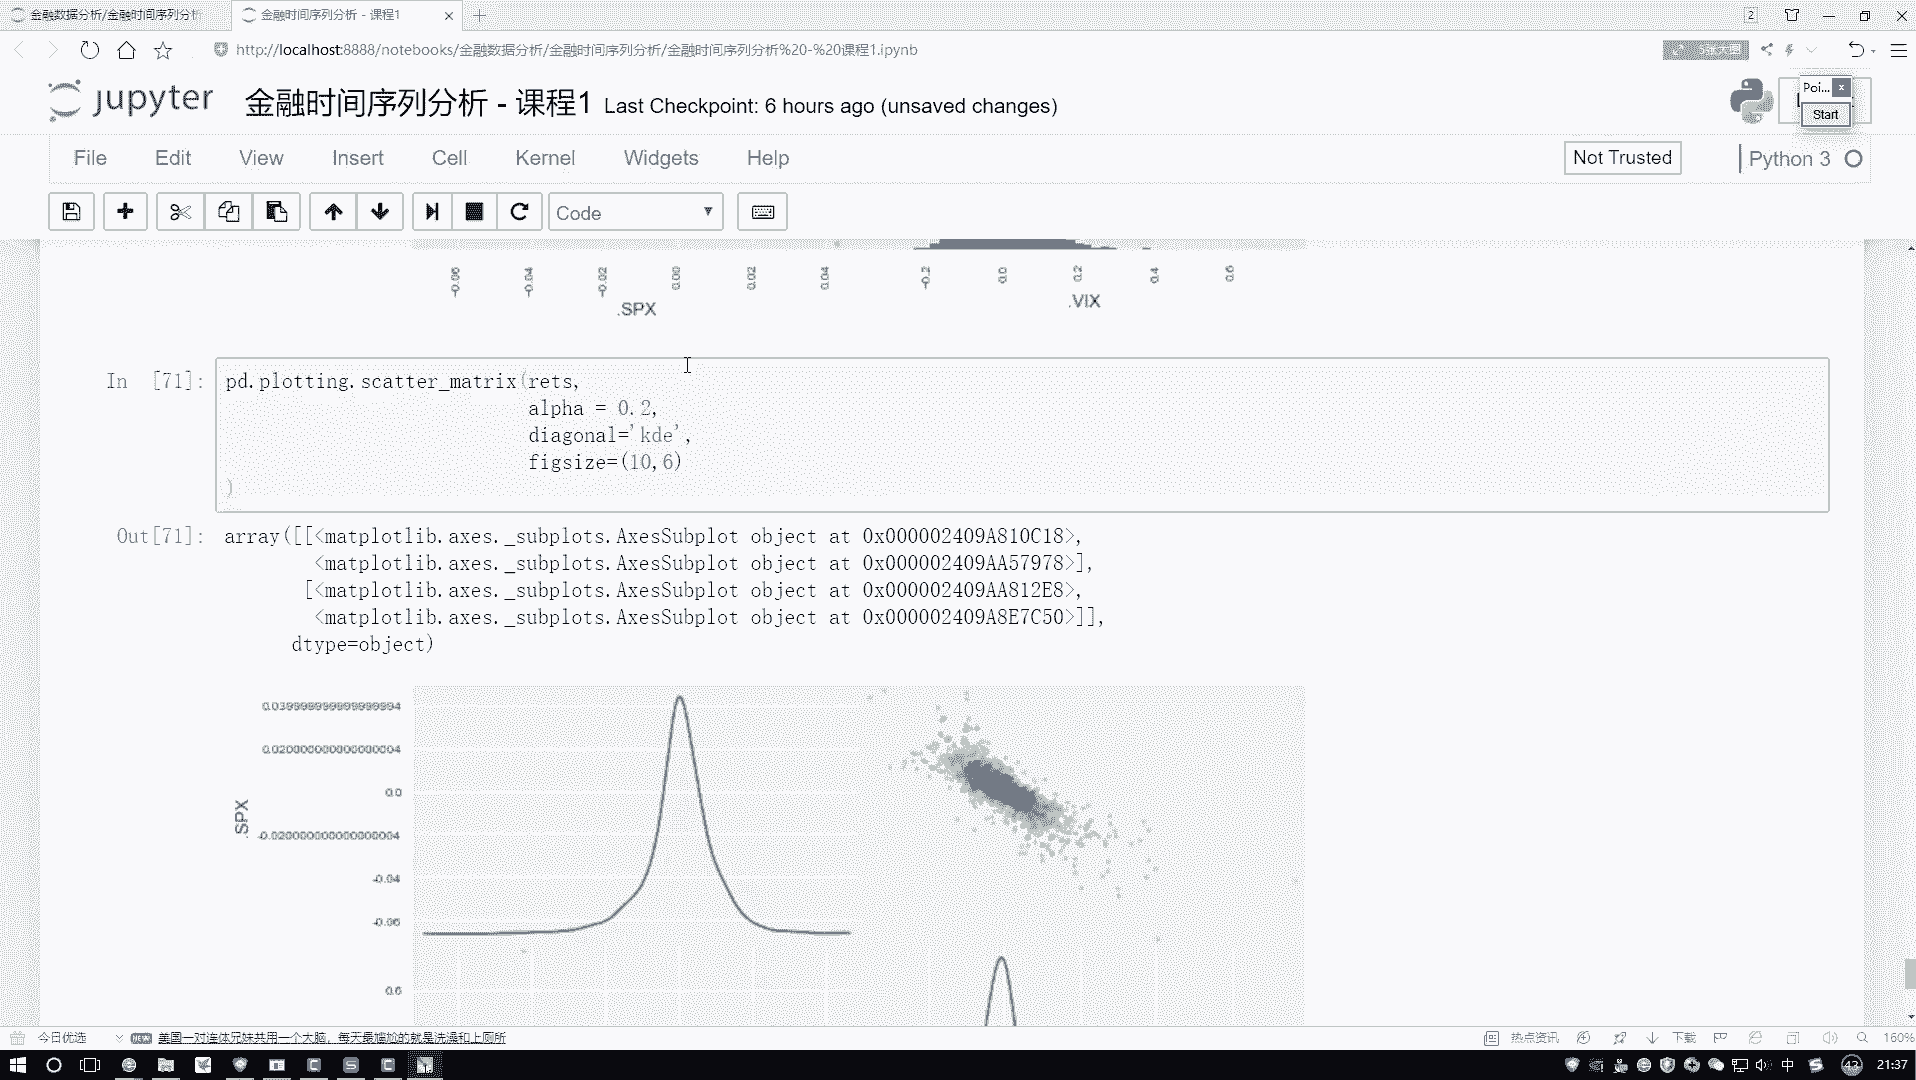 金融数据分析/金融时间序列分析
金融时间序列分析 - 课程1
2
http://localhost:8888/notebooks/金融数据分析/金融时间序列分析/金融时间序列分析%20-%20课程1.ipynb
jupyter 金融时间序列分析 - 课程1 Last Checkpoint: 6 hours ago (unsaved changes)
Poi...
Start
File Edit View Insert Cell Kernel Widgets Help
Not Trusted
Python 3
Code
-0.06 -0.04 -0.02 0.00 0.02 0.04
.SPX
-0.2 0.0 0.2 0.4 0.6
.VIX
In [71]: pd.plotting.scatter_matrix(rets,
alpha = 0.2,
diagonal='kde',
figsize=(10,6)
)
Out[71]: array([[<matplotlib.axes._subplots.AxesSubplot object at 0x000002409A810C18>,
<matplotlib.axes._subplots.AxesSubplot object at 0x000002409AA57978>],
[<matplotlib.axes._subplots.AxesSubplot object at 0x000002409AA812E8>,
<matplotlib.axes._subplots.AxesSubplot object at 0x000002409A8E7C50>]],
dtype=object)
0.039999999999999994
0.020000000000000004
0.0
-0.020000000000000004
-0.04
-0.06
.SPX
0.6
今日优选
NEW 美国一对连体兄妹共用一个大脑，每天最尴尬的就是洗澡和上厕所
热点资讯
下载
160%
中
43
21:37